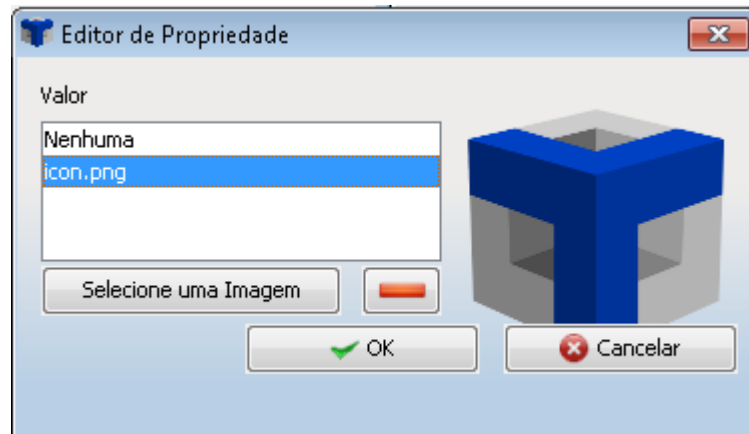 Editor de Propriedade
Valor
Nenhuma
icon.png
Selecione uma Imagem
OK
Cancelar